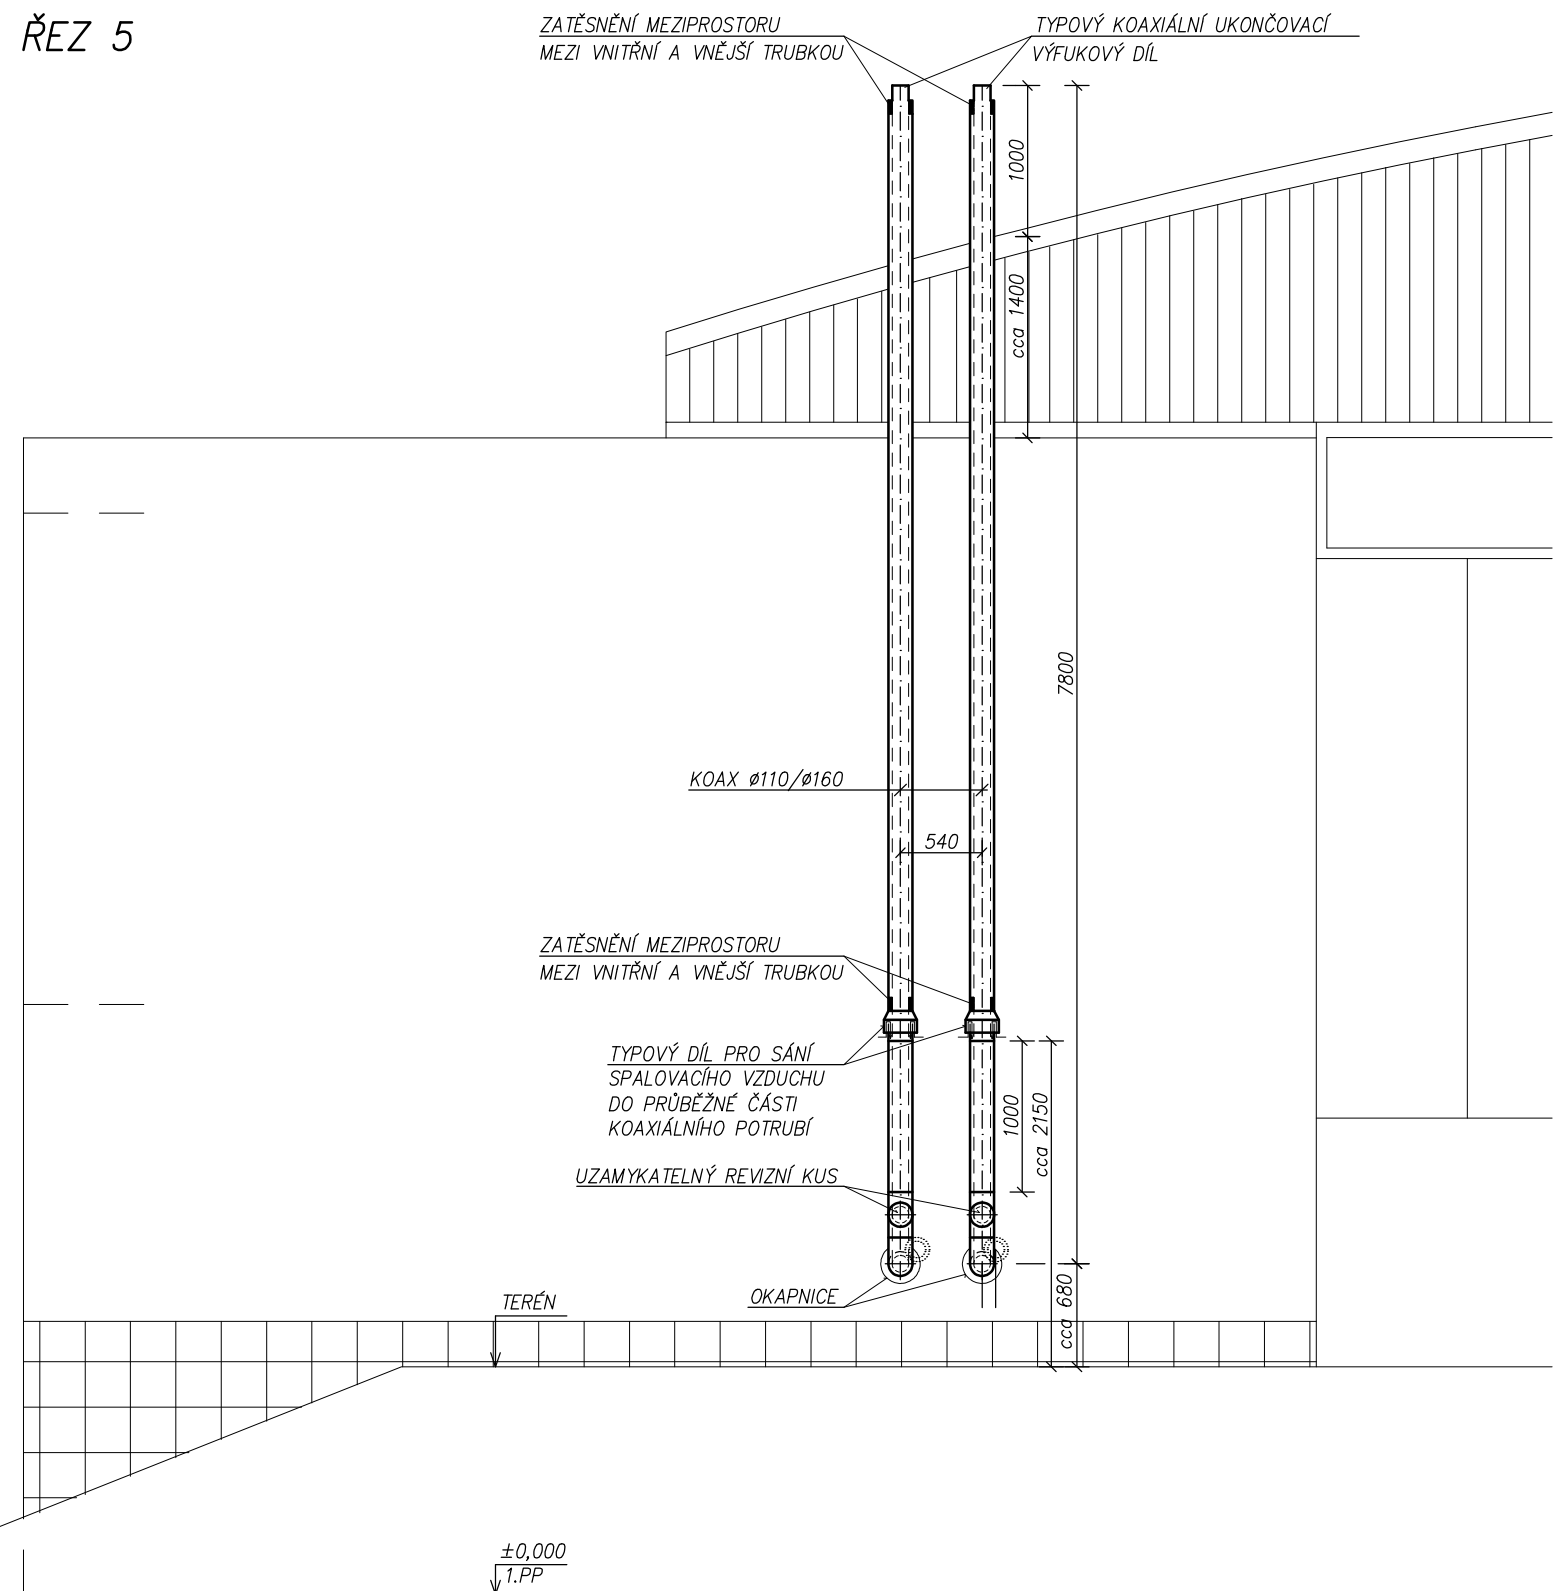 ŘEZ 5
ZATĚSNĚNÍ MEZIPROSTORU
MEZI VNITŘNÍ A VNĚJŠÍ TRUBKOU
TYPOVÝ KOAXIÁLNÍ UKONČOVACÍ
VÝFUKOVÝ DÍL
1000
cca 1400
7800
KOAX ø110/ø160
540
ZATĚSNĚNÍ MEZIPROSTORU
MEZI VNITŘNÍ A VNĚJŠÍ TRUBKOU
TYPOVÝ DÍL PRO SÁNÍ
SPALOVACÍHO VZDUCHU
DO PRŮBĚŽNÉ ČÁSTI
KOAXIÁLNÍHO POTRUBÍ
1000
cca 2150
UZAMYKATELNÝ REVIZNÍ KUS
OKAPNICE
cca 680
TERÉN
±0,000
1.PP